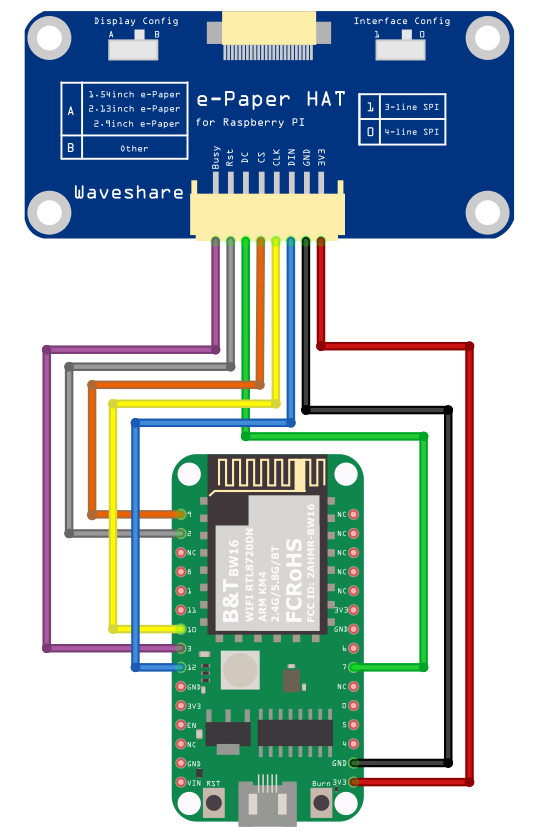 Display Config
A B
Interface Config
1 0
A
1.54inch e-Paper
2.13inch e-Paper
2.9inch e-Paper
B Other
e-Paper HAT
for Raspberry PI
1 3-line SPI
0 4-line SPI
Busy
Rst
DC
CS
CLK
DIN
GND
3V3
Waveshare
B&T BW16
WIFI RTL8720DN
ARM KM4
2.4G/5.8G/BT
FCRoHS
FCC ID: 2AHMR-BW16
9
2
NC
8
1
11
10
3
12
GND
3V3
EN
NC
GND
VIN
NC
NC
NC
NC
NC
3V3
GND
6
7
NC
0
5
4
GND
3V3
RST
Burn